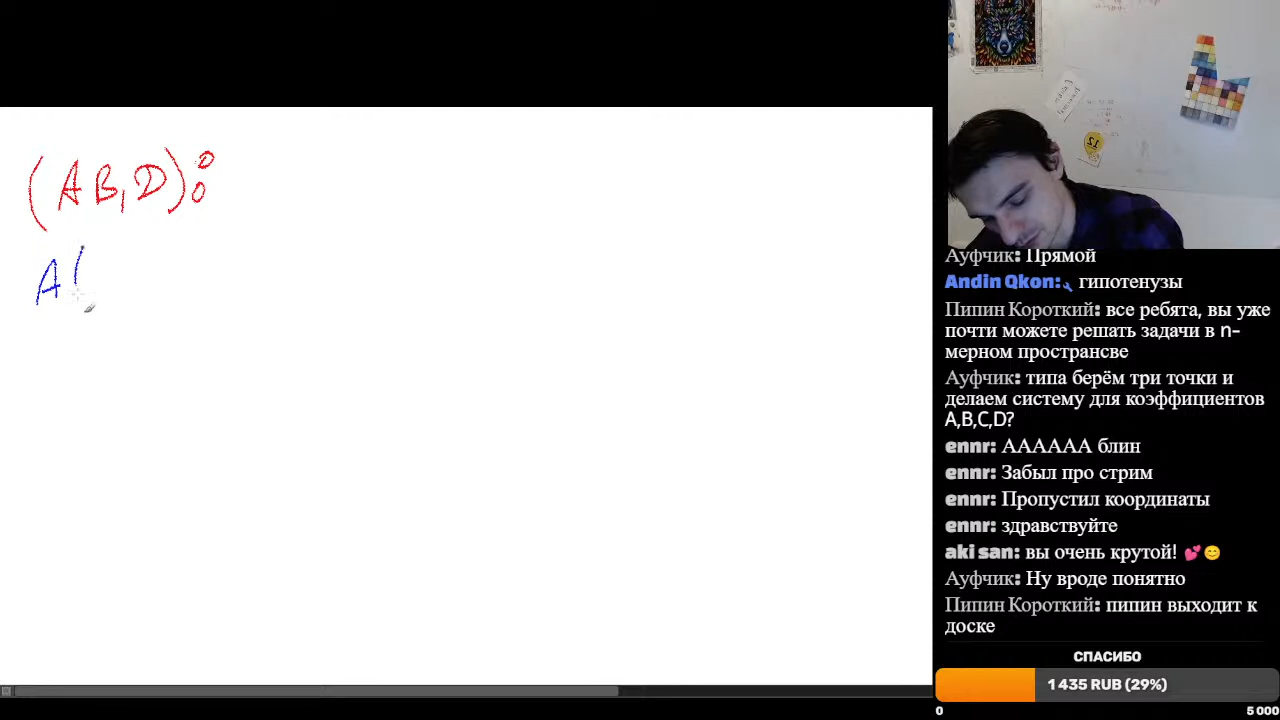 (AB,D):
A(
Ауфчик: Прямой
Andin Qkon: гипотенузы
Пипин Короткий: все ребята, вы уже
почти можете решать задачи в n-
мерном пространсве
Ауфчик: типа берём три точки и
делаем систему для коэффициентов
A,B,C,D?
ennr: АААААА блин
ennr: Забыл про стрим
ennr: Пропустил координаты
ennr: здравствуйте
aki san: вы очень крутой! 💕😊
Ауфчик: Ну вроде понятно
Пипин Короткий: пипин выходит к
доске
СПАСИБО
1 435 RUB (29%)
0 5 000